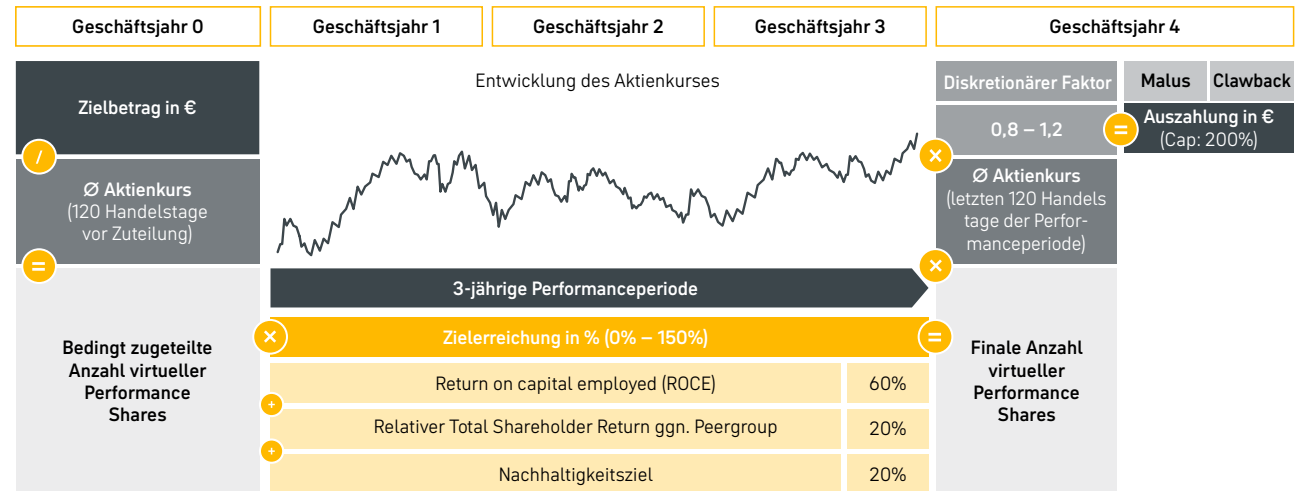 Geschäftsjahr 0
Geschäftsjahr 1
Geschäftsjahr 2
Geschäftsjahr 3
Geschäftsjahr 4
Zielbetrag in €
/
Ø Aktienkurs
(120 Handelstage
vor Zuteilung)
=
Bedingt zugeteilte
Anzahl virtueller
Performance
Shares
Entwicklung des Aktienkurses
3-jährige Performanceperiode
×
Zielerreichung in % (0% – 150%)
=
Return on capital employed (ROCE)
60%
+
Relativer Total Shareholder Return ggn. Peergroup
20%
+
Nachhaltigkeitsziel
20%
Diskretionärer Faktor
0,8 – 1,2
×
Ø Aktienkurs
(letzten 120 Handels
tage der Perfor-
manceperiode)
×
Finale Anzahl
virtueller
Performance
Shares
Malus
Clawback
=
Auszahlung in €
(Cap: 200%)